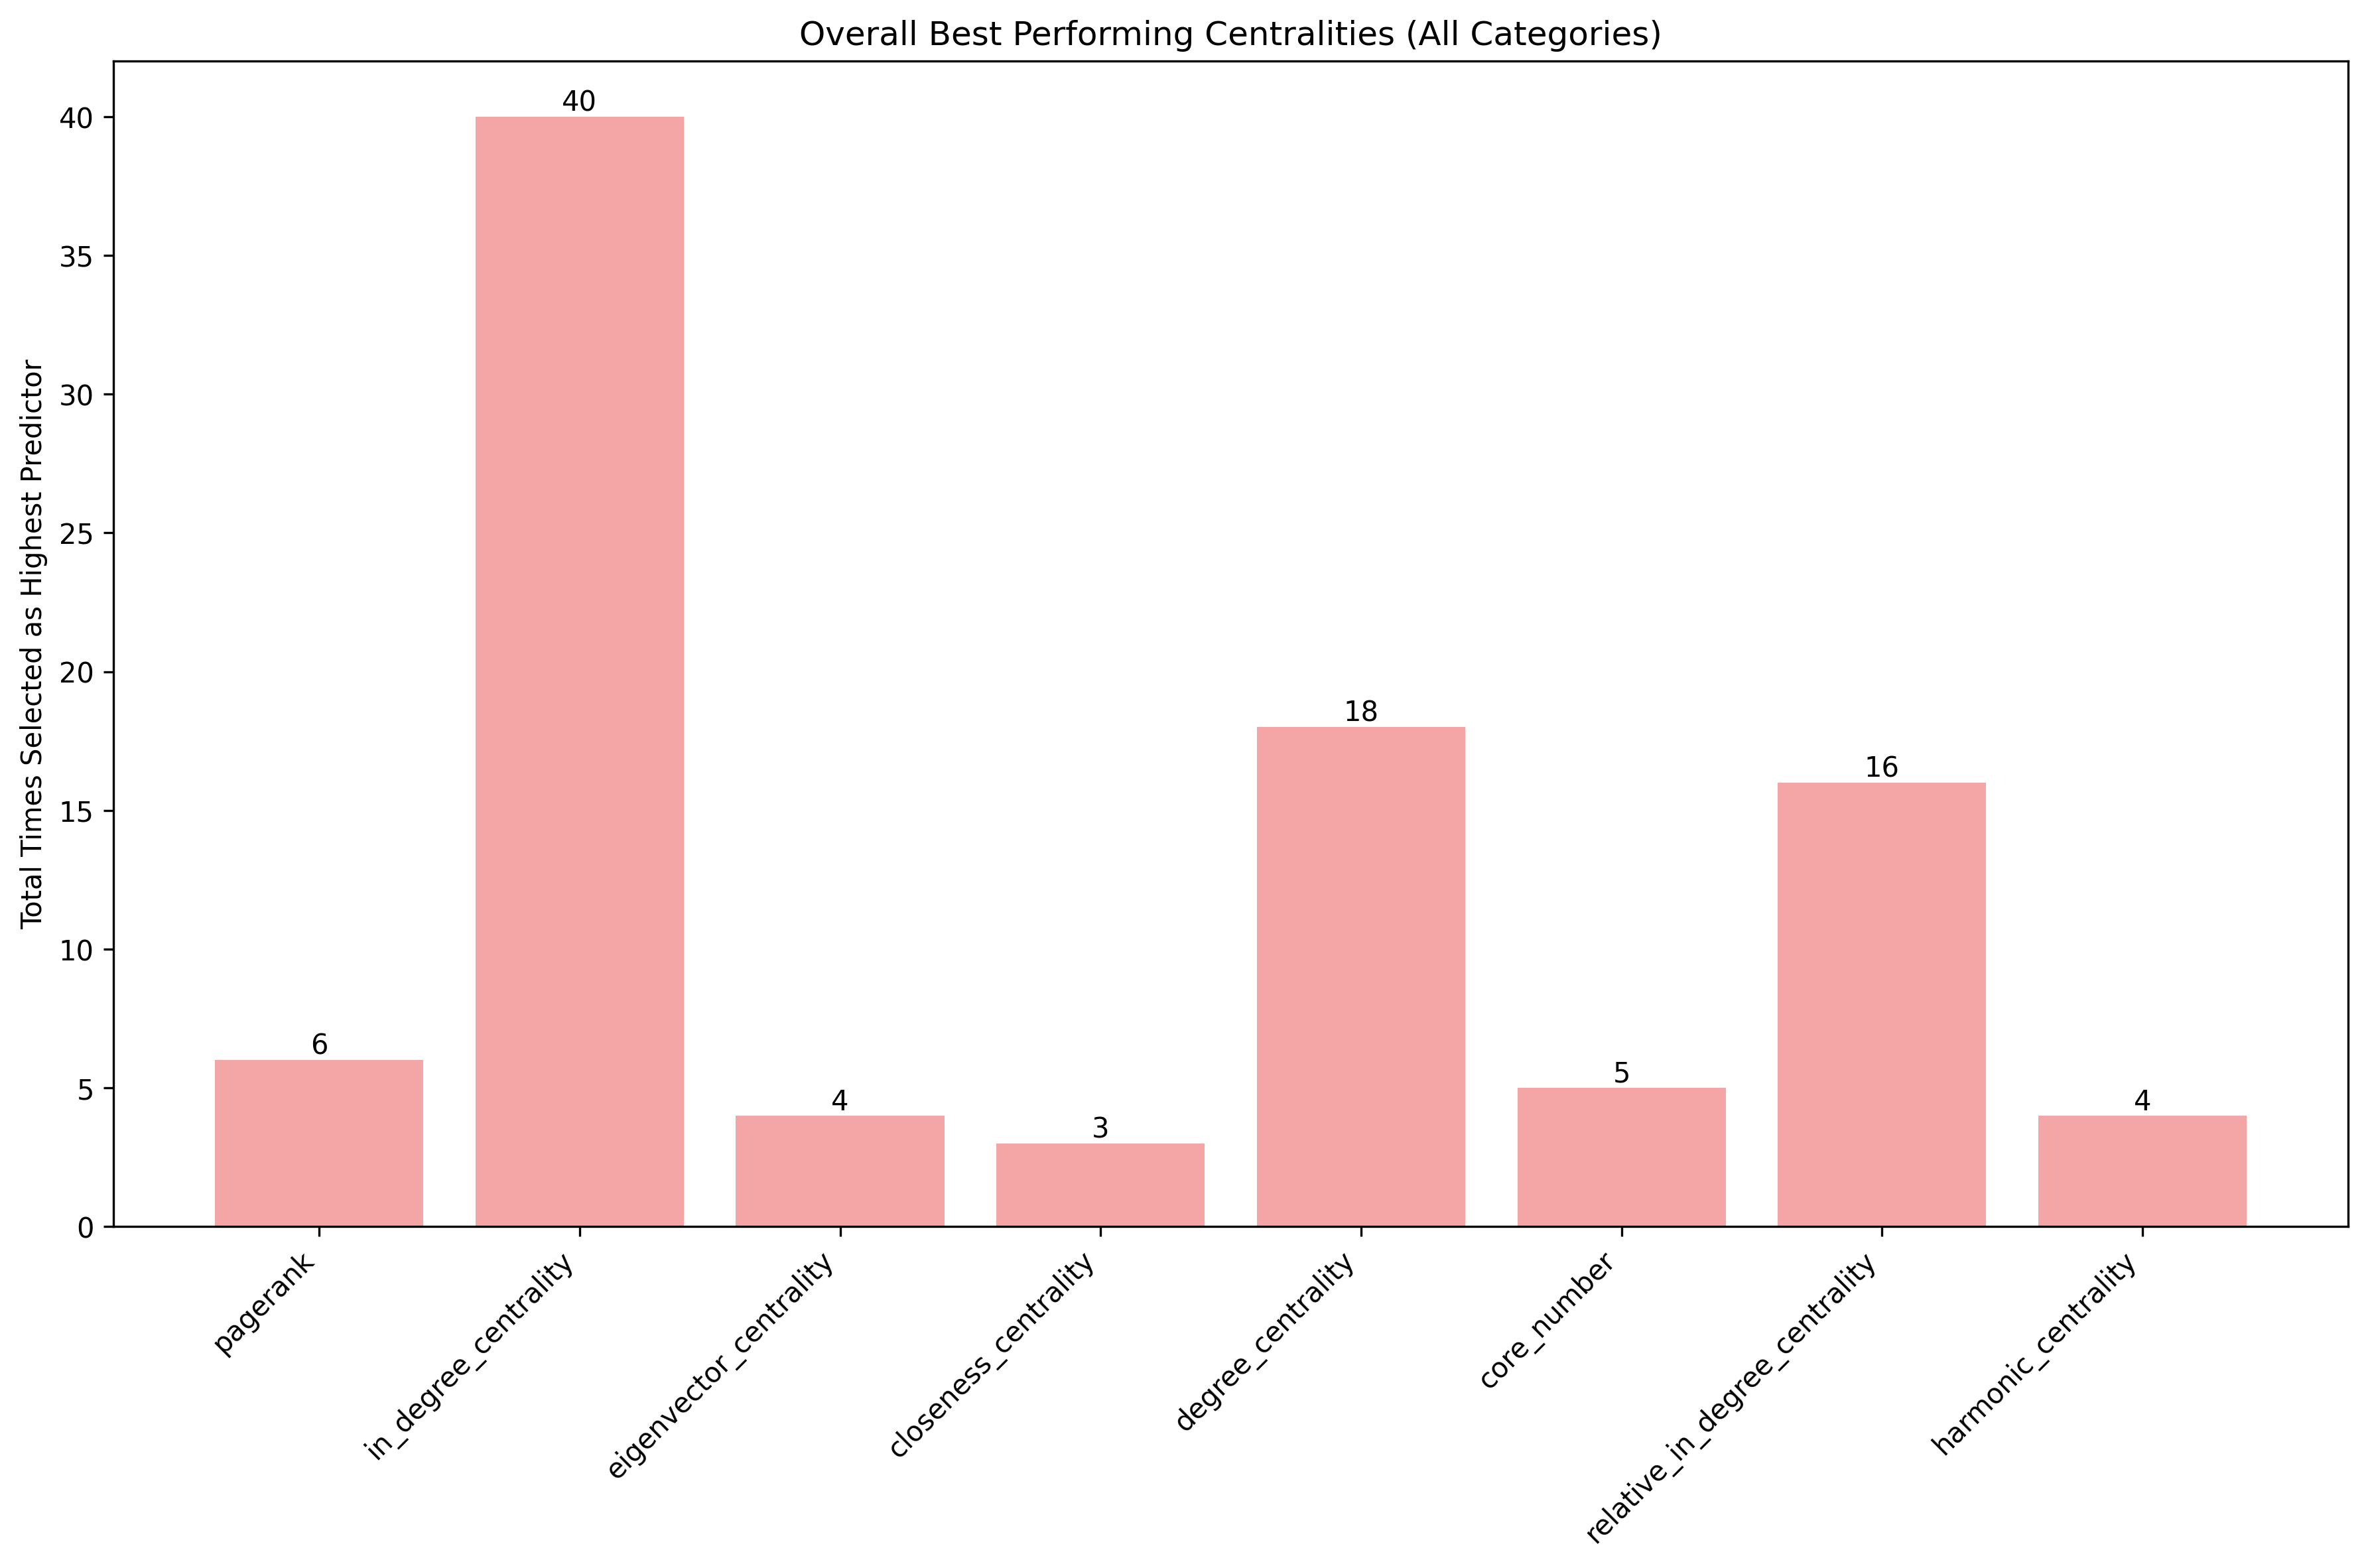 Overall Best Performing Centralities (All Categories)
Total Times Selected as Highest Predictor
40
35
30
25
20
15
10
5
0
6
40
4
3
18
5
16
4
pagerank
in_degree_centrality
eigenvector_centrality
closeness_centrality
degree_centrality
core_number
relative_in_degree_centrality
harmonic_centrality